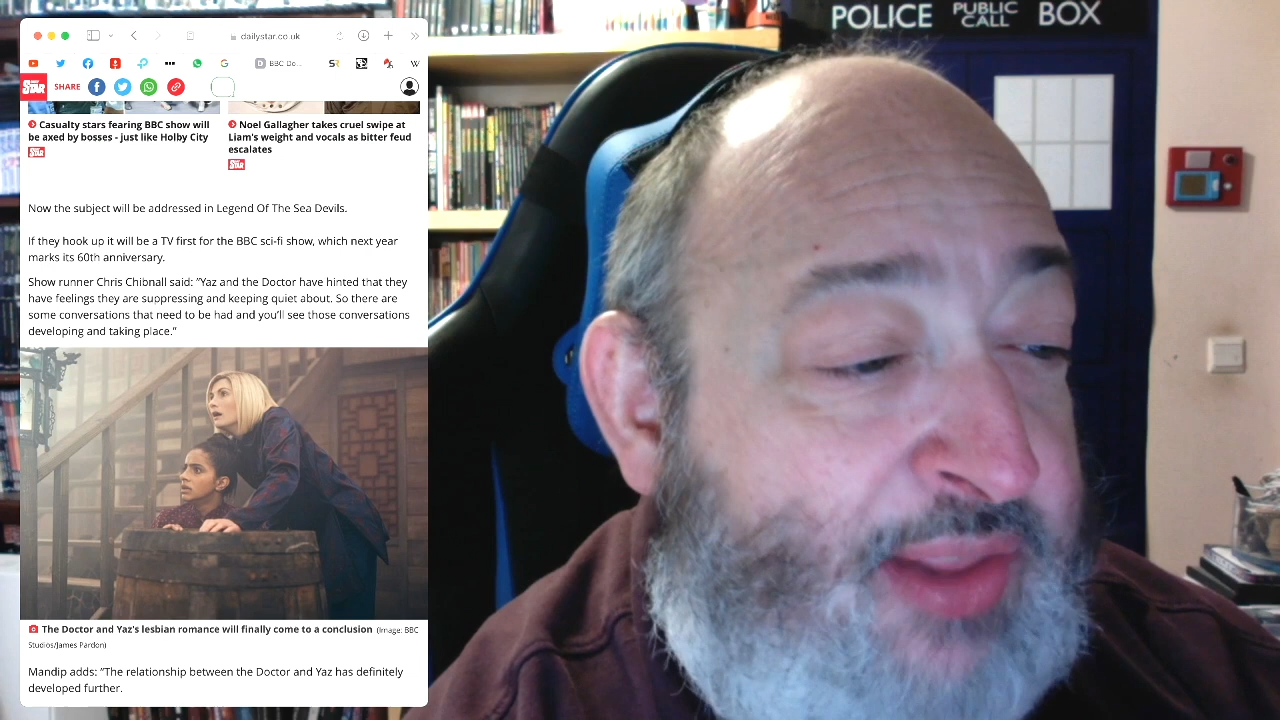 POLICE PUBLIC CALL BOX
dailystar.co.uk
BBC Do...
SR
W
STAR
SHARE
Casualty stars fearing BBC show will
be axed by bosses - just like Holby City
STAR
Noel Gallagher takes cruel swipe at
Liam's weight and vocals as bitter feud
escalates
STAR
Now the subject will be addressed in Legend Of The Sea Devils.
If they hook up it will be a TV first for the BBC sci-fi show, which next year
marks its 60th anniversary.
Show runner Chris Chibnall said: “Yaz and the Doctor have hinted that they
have feelings they are suppressing and keeping quiet about. So there are
some conversations that need to be had and you’ll see those conversations
developing and taking place.”
The Doctor and Yaz's lesbian romance will finally come to a conclusion (Image: BBC
Studios/James Pardon)
Mandip adds: “The relationship between the Doctor and Yaz has definitely
developed further.